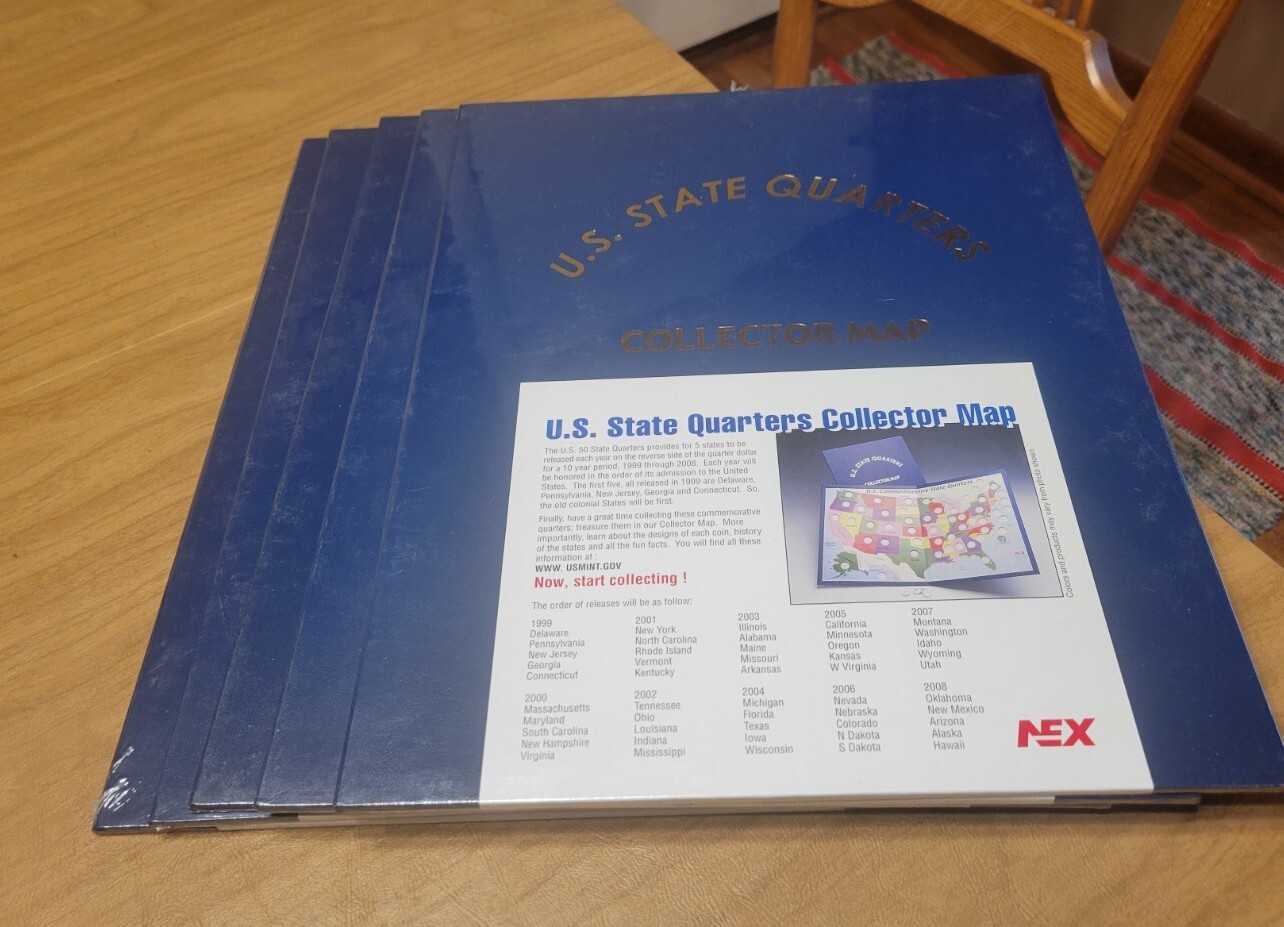 U.S. STATE QUARTERS
COLLECTOR MAP
U.S. State Quarters Collector Map
The U.S. 50 State Quarters provides for 5 states to be
released each year on the reverse side of the quarter dollar
for a 10 year period, 1999 through 2008. Each year will
be honored in the order of its admission to the United
States. The first five, all released in 1999 are Delaware,
Pennsylvania, New Jersey, Georgia and Connecticut. So,
the old colonial States will be first.
Finally, have a great time collecting these commemorative
quarters; treasure them in our Collector Map. More
importantly, learn about the designs of each coin, history
of the states and all the fun facts. You will find all these
information at :
WWW. USMINT.GOV
Now, start collecting !
U.S. STATE QUARTERS
COLLECTOR MAP
U.S. Commemorative State Quarters
Colors and products may vary from photo shown
The order of releases will be as follow:
1999
Delaware
Pennsylvania
New Jersey
Georgia
Connecticut
2001
New York
North Carolina
Rhode Island
Vermont
Kentucky
2003
Illinois
Alabama
Maine
Missouri
Arkansas
2005
California
Minnesota
Oregon
Kansas
W Virginia
2007
Montana
Washington
Idaho
Wyoming
Utah
2000
Massachusetts
Maryland
South Carolina
New Hampshire
Virginia
2002
Tennessee
Ohio
Louisiana
Indiana
Mississippi
2004
Michigan
Florida
Texas
Iowa
Wisconsin
2006
Nevada
Nebraska
Colorado
N Dakota
S Dakota
2008
Oklahoma
New Mexico
Arizona
Alaska
Hawaii
NEX